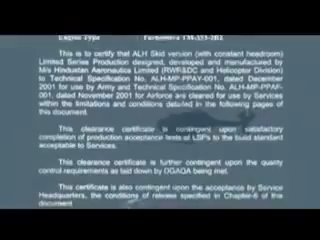 Engine Type
This is to certify that ALH Skid version (with constant headroom)
Limited Series Production designed, developed and manufactured by
M/s Hindustan Aeronautics Limited (RWR&DC and Helicopter Division)
to Technical Specification No. ALH-MP-PPAY-001, dated December
2001 for use by Army and Technical Specification No. ALH-MP-PPAF-
001, dated November 2001 for Airforce are cleared for use by Services
within the limitations and conditions detailed in the following pages of
this document.
This clearance certificate is contingent upon satisfactory
completion of production acceptance tests of LSPs to the build standard
acceptable to Services.
This clearance certificate is further contingent upon the quality
control requirements as laid down by DGAQA being met.
This certificate is also contingent upon the acceptance by Service
Headquarters, the conditions of release specified in Chapter-6 of this
document